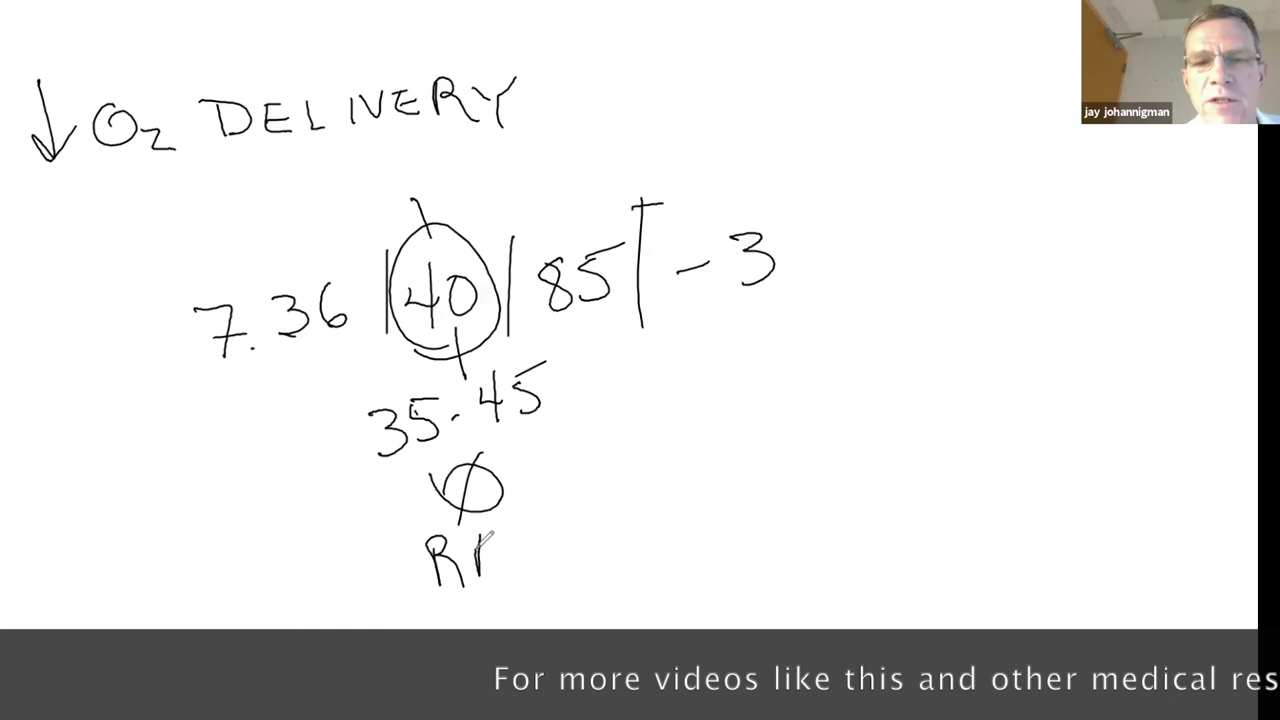 ↓ O2 DELIVERY
jay johannigman
7.36 | 40 | 85 | - 3
35-45
Ø
For more videos like this and other medical res